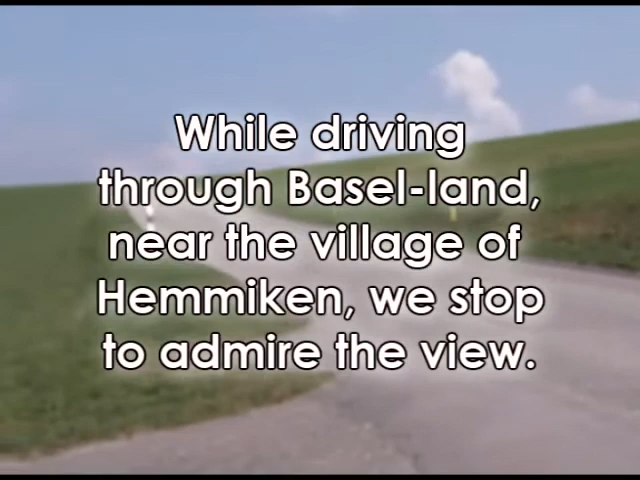 While driving
through Basel-land,
near the village of
Hemmiken, we stop
to admire the view.